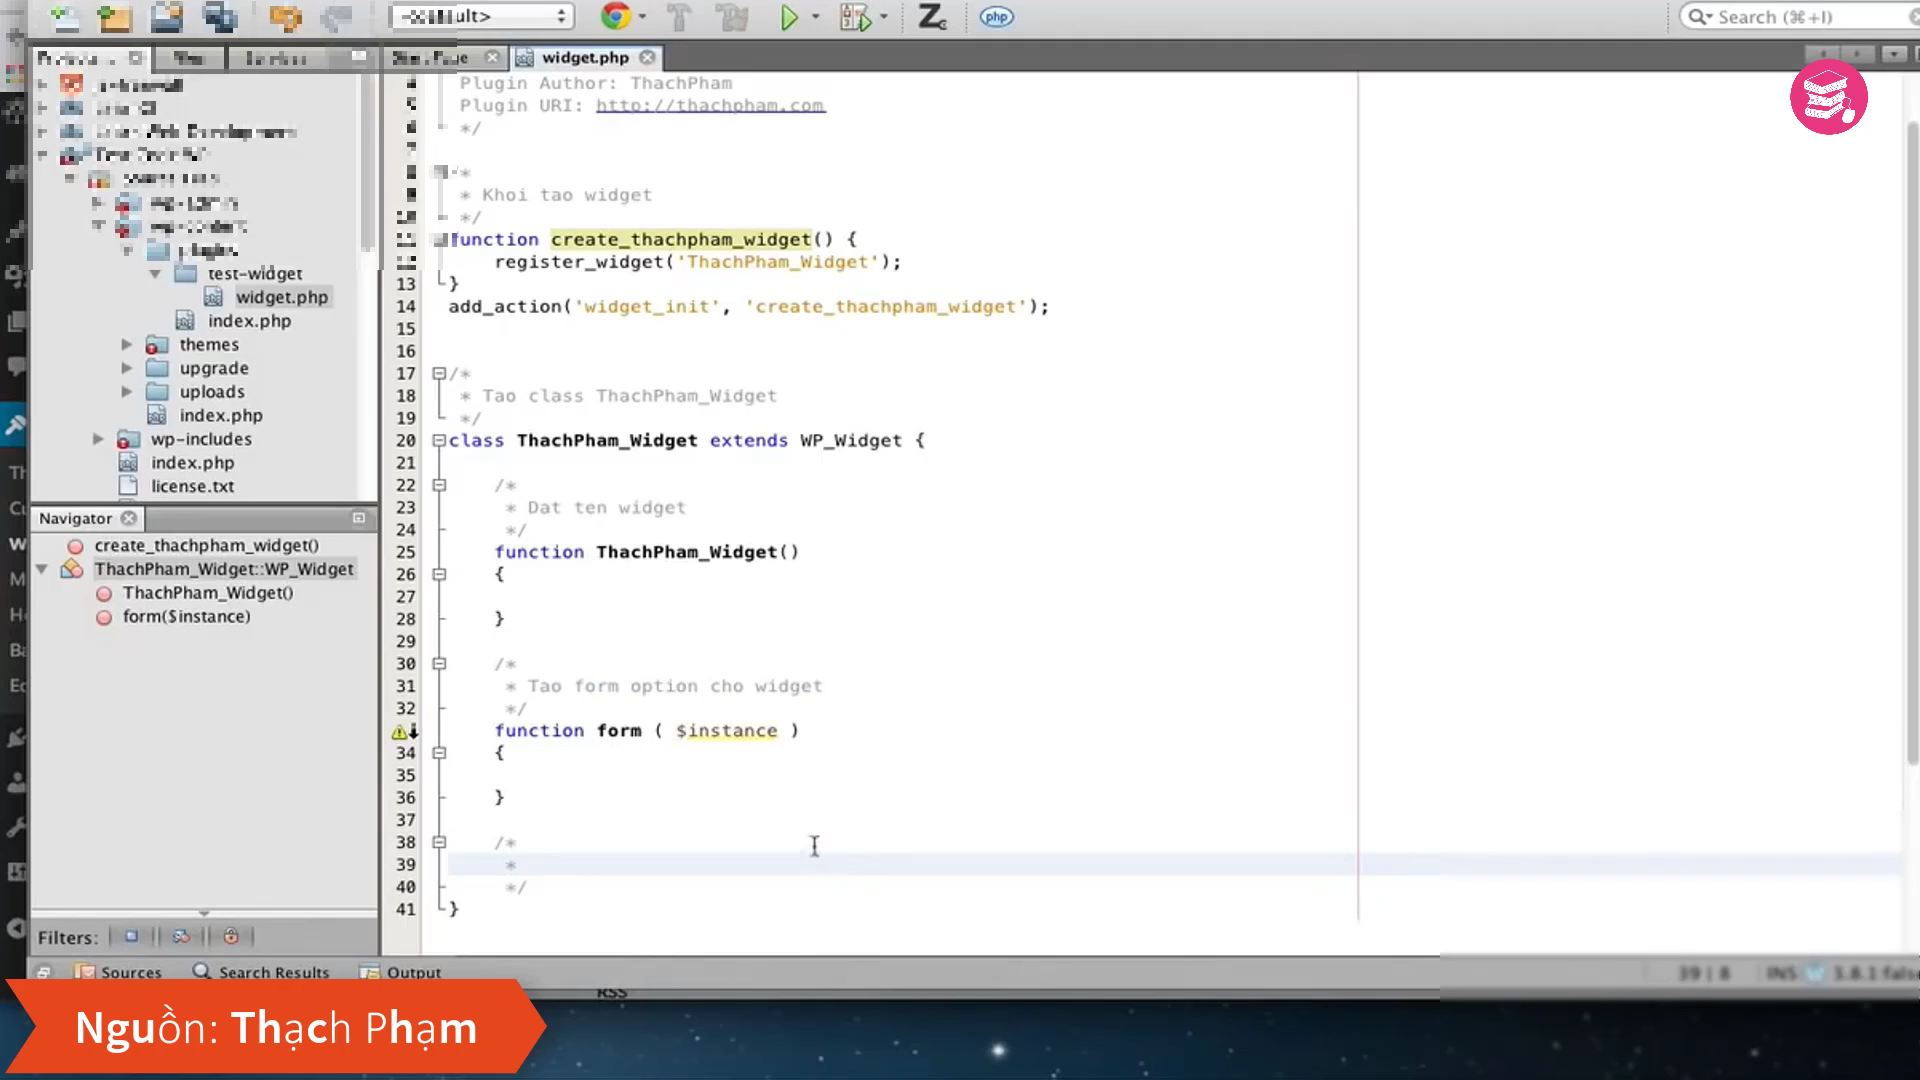 Search (⌘+I)
php
widget.php
Plugin Author: ThachPham
Plugin URI: http://thachpham.com
*/
*
* Khoi tao widget
*/
function create_thachpham_widget() {
register_widget('ThachPham_Widget');
13 }
14 add_action('widget_init', 'create_thachpham_widget');
15
16
17 /*
18 * Tao class ThachPham_Widget
19 */
20 class ThachPham_Widget extends WP_Widget {
21
22 /*
23 * Dat ten widget
24 */
25 function ThachPham_Widget()
26 {
27
28 }
29
30 /*
31 * Tao form option cho widget
32 */
function form ( $instance )
34 {
35
36 }
37
38 /*
39 *
40 */
41 }
test-widget
widget.php
index.php
themes
upgrade
uploads
index.php
wp-includes
index.php
license.txt
Navigator
create_thachpham_widget()
ThachPham_Widget::WP_Widget
ThachPham_Widget()
form($instance)
Filters:
Sources
Search Results
Output
39 | 8
INS
RSS
Nguồn: Thạch Phạm